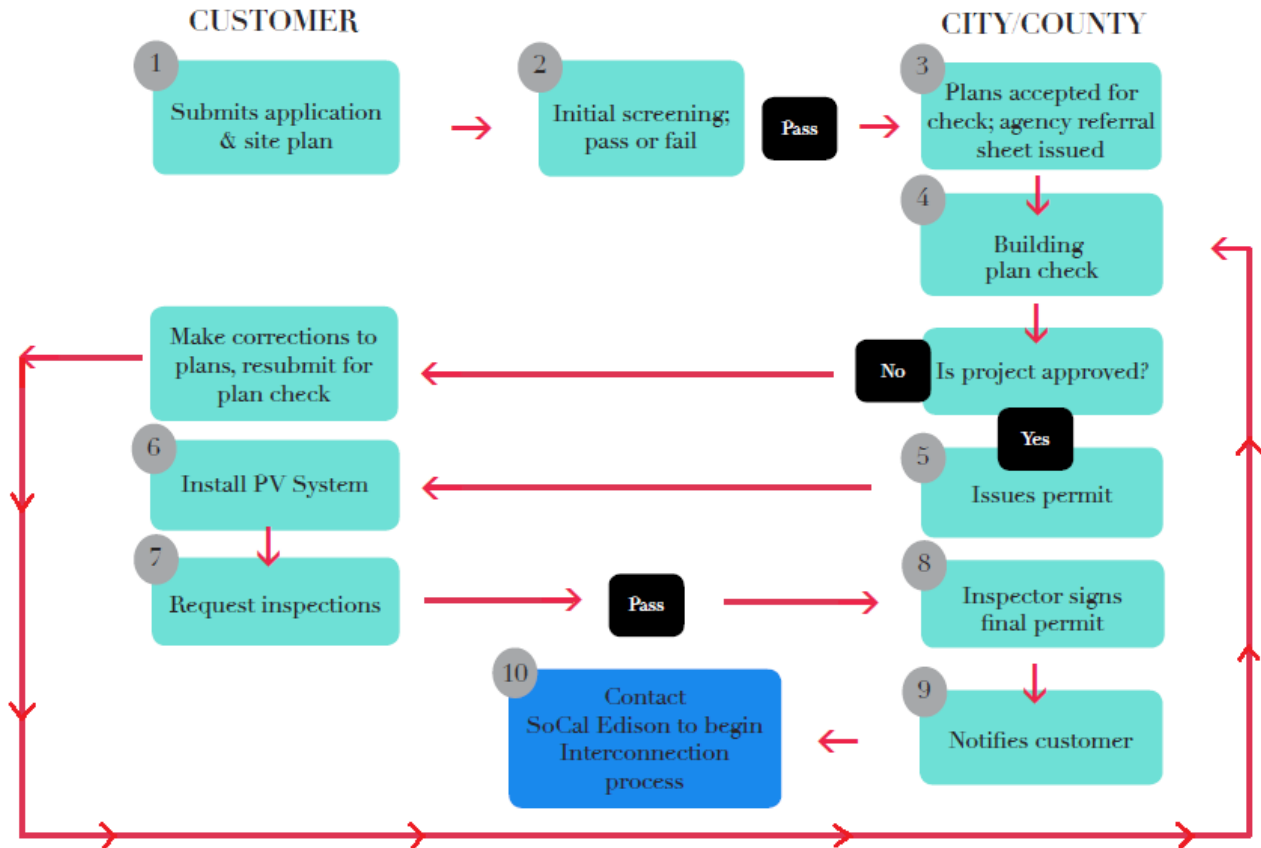 CUSTOMER
CITY/COUNTY
1
Submits application
& site plan
2
Initial screening;
pass or fail
Pass
3
Plans accepted for
check; agency referral
sheet issued
4
Building
plan check
Make corrections to
plans, resubmit for
plan check
No
Is project approved?
Yes
6
Install PV System
5
Issues permit
7
Request inspections
Pass
8
Inspector signs
final permit
10
Contact
SoCal Edison to begin
Interconnection
process
9
Notifies customer